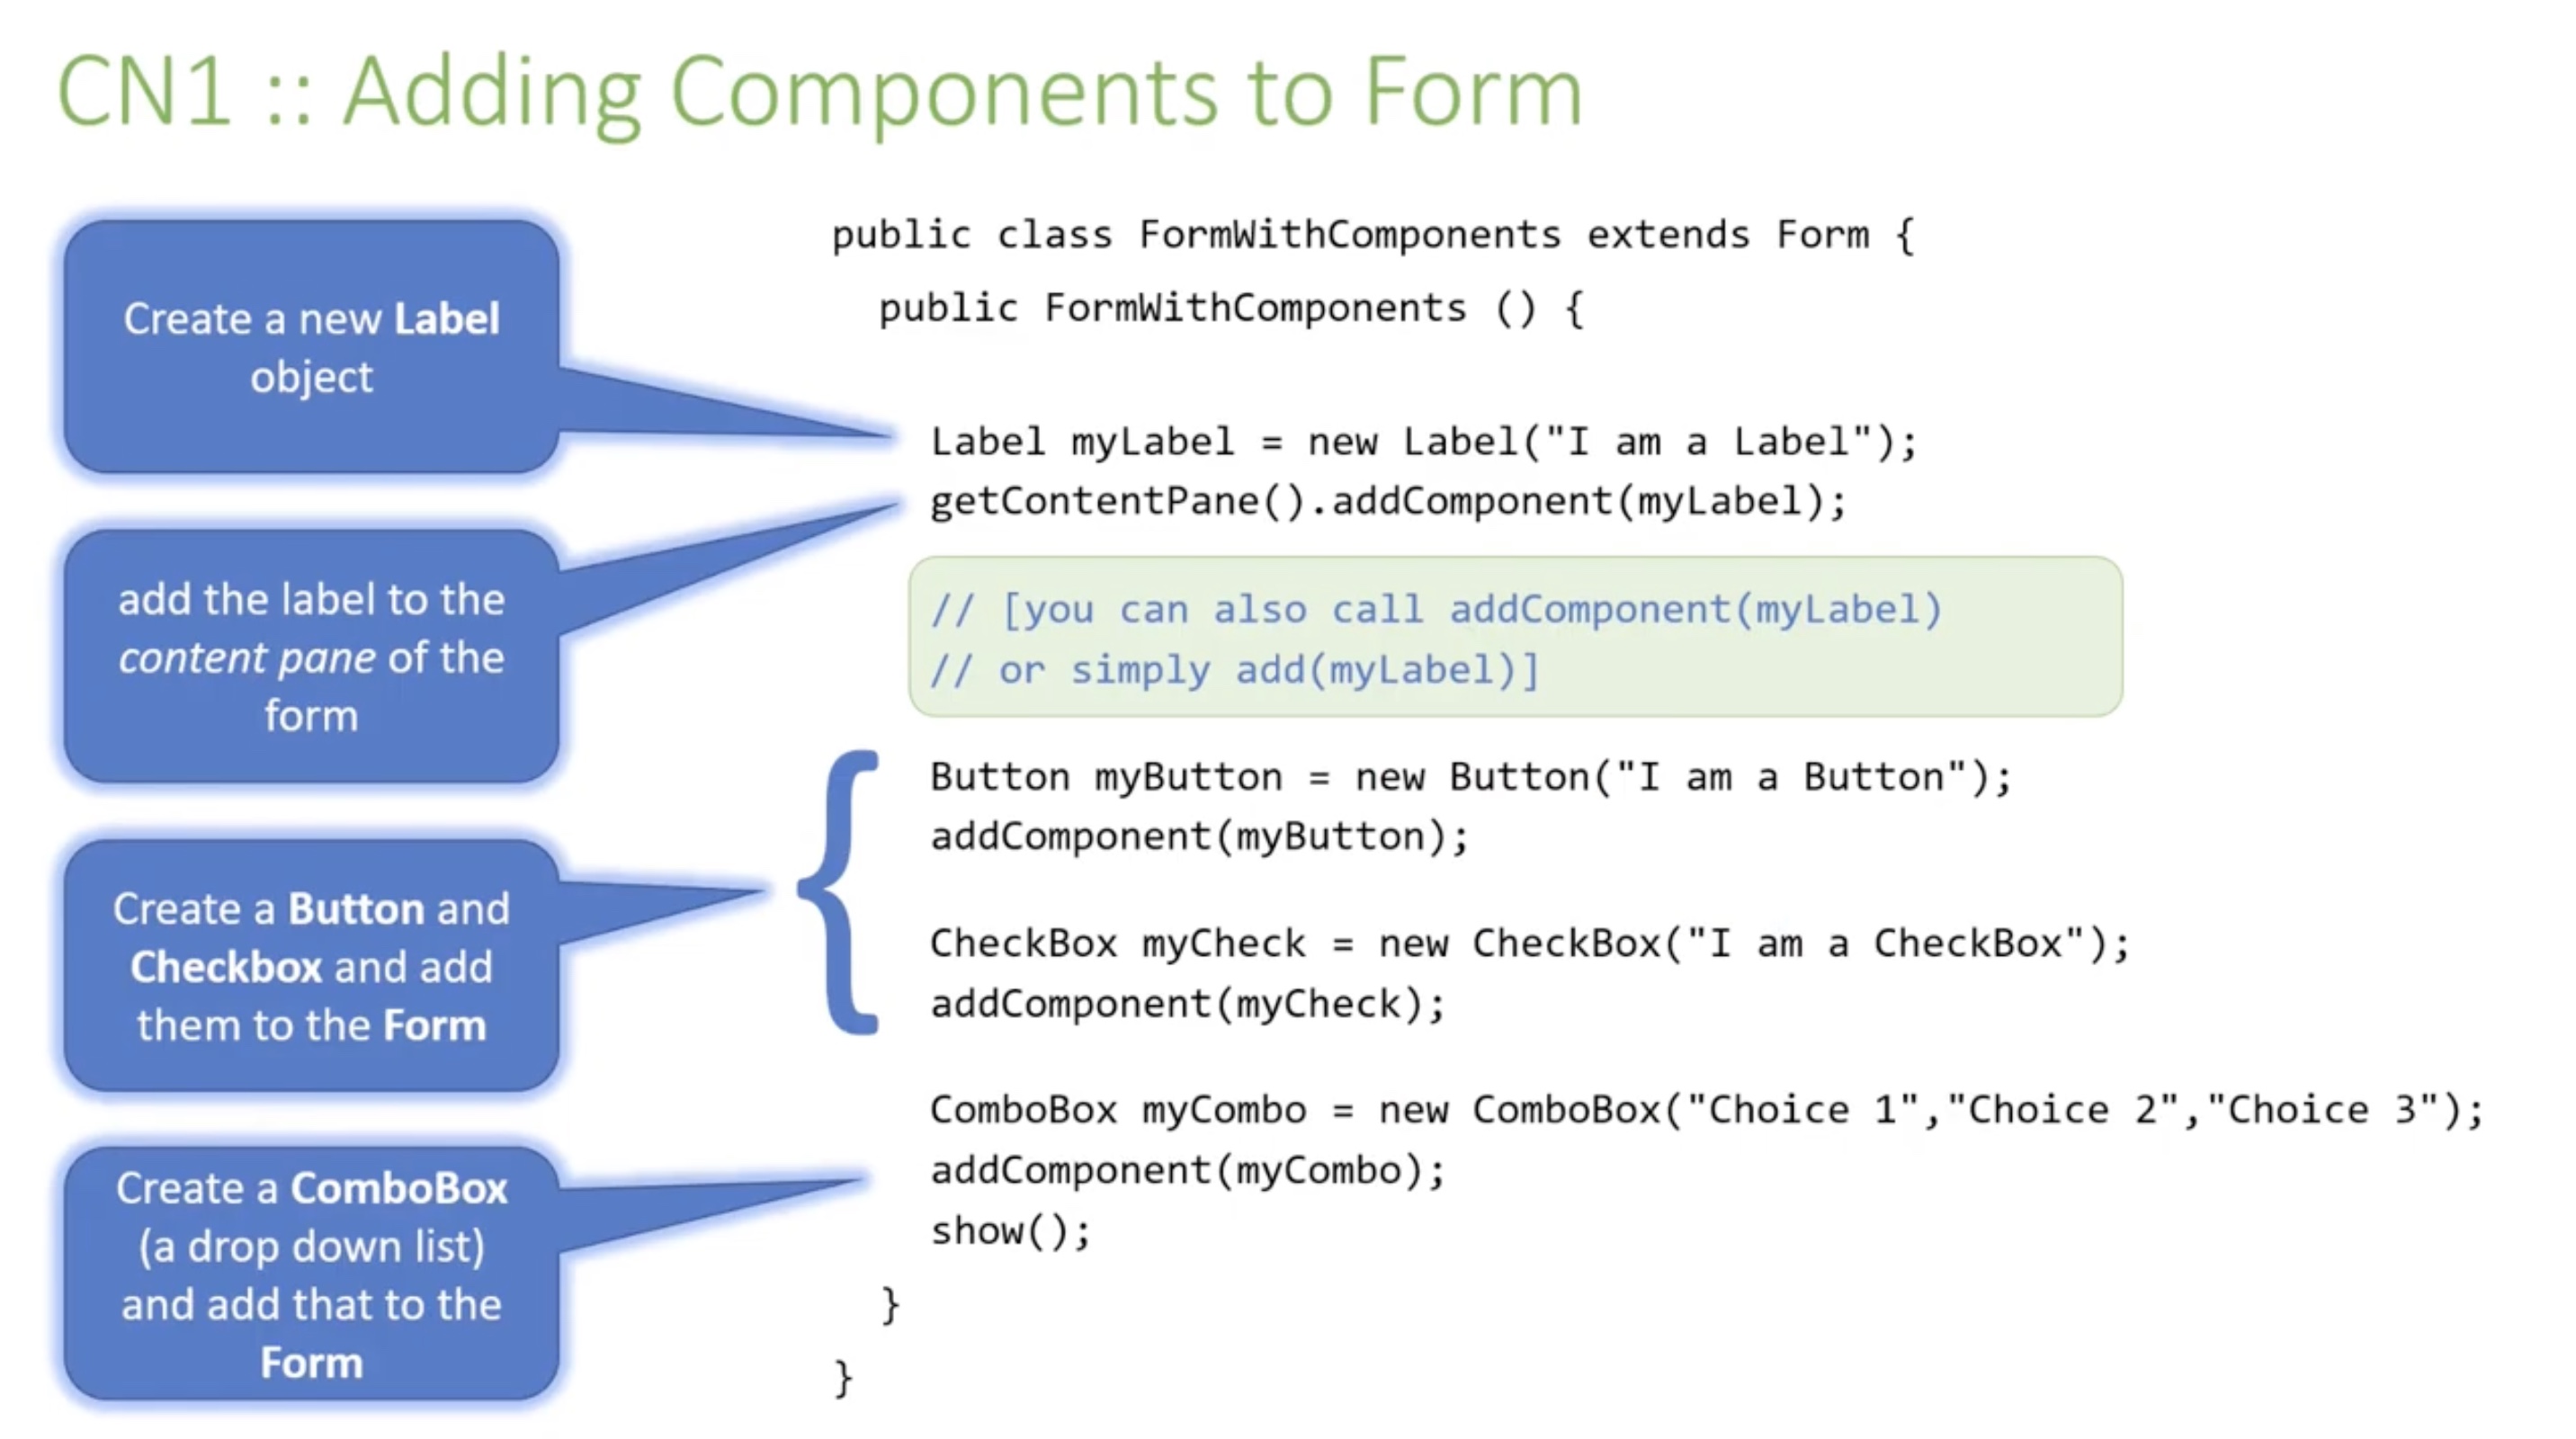 CN1 :: Adding Components to Form
Create a new Label
object
add the label to the
content pane of the
form
Create a Button and
Checkbox and add
them to the Form
Create a ComboBox
(a drop down list)
and add that to the
Form
public class FormWithComponents extends Form {
public FormWithComponents () {
Label myLabel = new Label("I am a Label");
getContentPane().addComponent(myLabel);
// [you can also call addComponent(myLabel)
// or simply add(myLabel)]
Button myButton = new Button("I am a Button");
addComponent(myButton);
CheckBox myCheck = new CheckBox("I am a CheckBox");
addComponent(myCheck);
ComboBox myCombo = new ComboBox("Choice 1","Choice 2","Choice 3");
addComponent(myCombo);
show();
}
}